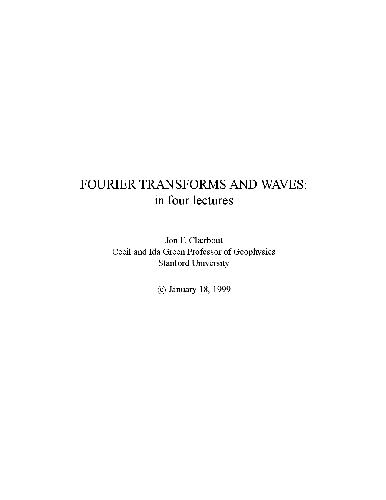 FOURIER TRANSFORMS AND WAVES:
in four lectures
Jon F. Claerbout
Cecil and Ida Green Professor of Geophysics
Stanford University
© January 18, 1999